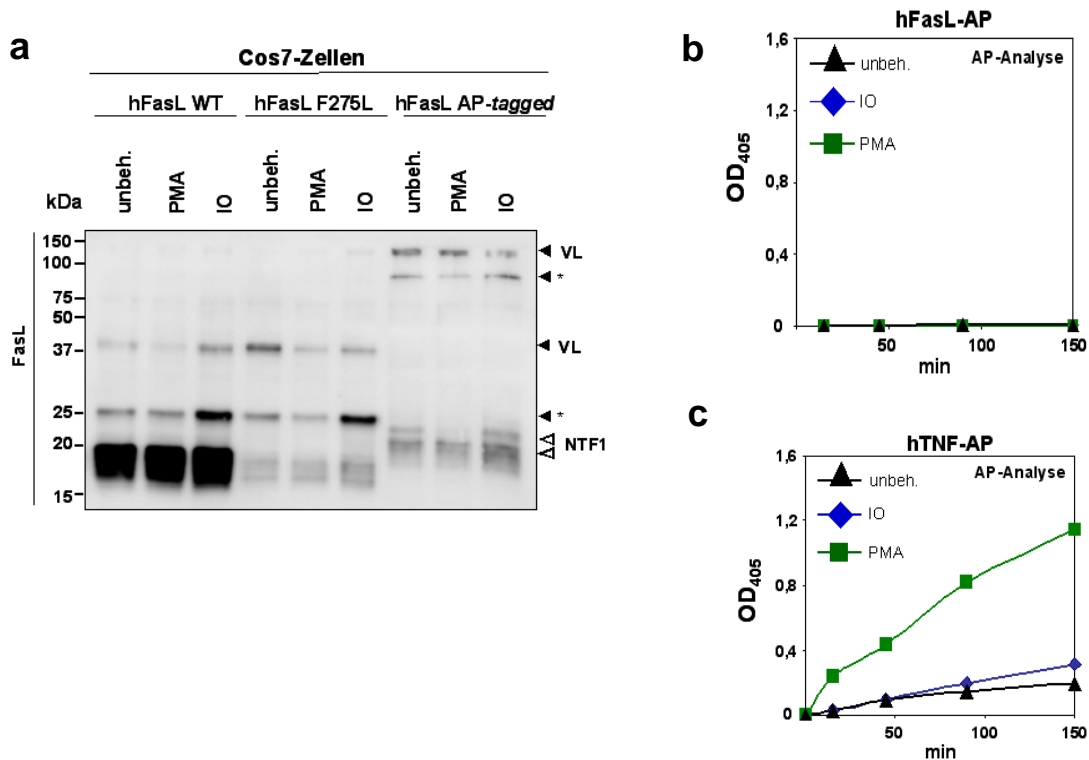 a
Cos7-Zellen
hFasL WT
hFasL F275L
hFasL AP-tagged
kDa
unbeh.
PMA
IO
unbeh.
PMA
IO
unbeh.
PMA
IO
FasL
150
100
75
50
37
25
20
15
VL
*
VL
*
NTF1
b
hFasL-AP
AP-Analyse
unbeh.
IO
PMA
OD405
1,6
1,2
0,8
0,4
0
50
100
150
min
c
hTNF-AP
AP-Analyse
unbeh.
IO
PMA
OD405
1,6
1,2
0,8
0,4
0
50
100
150
min